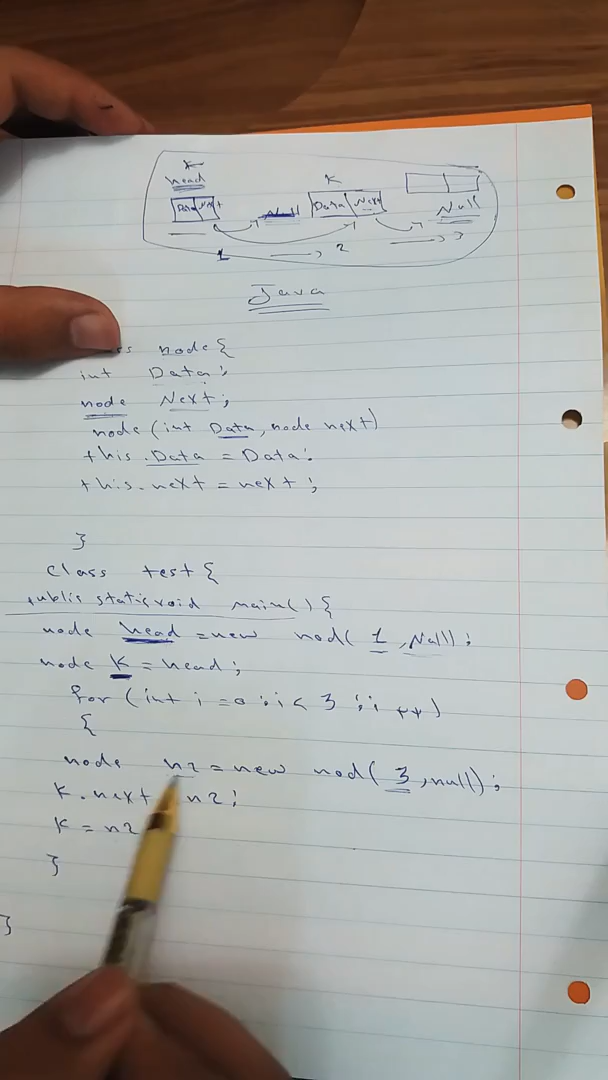 K
head K
Data Next Null Data Next Null
1 2 3
Java
node{
int Data;
node Next;
node (int Data, node next)
this.Data = Data;
this.next = next;
}
class test{
public static void main(){
node head = new nod( 1 , Null);
node K = head;
for (int i = 0 ; i < 3 ; i ++)
{
node n2 = new nod( 3 , null);
K.next n2;
K = n2
}
}